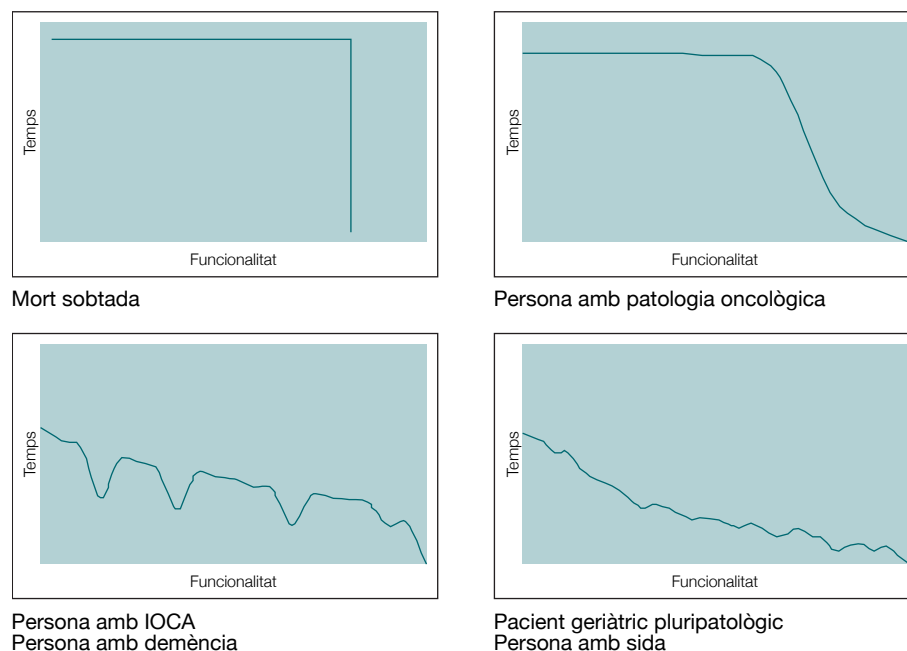 Temps
Funcionalitat
Mort sobtada
Temps
Funcionalitat
Persona amb patologia oncològica
Temps
Funcionalitat
Persona amb IOCA
Persona amb demència
Temps
Funcionalitat
Pacient geriàtric pluripatològic
Persona amb sida